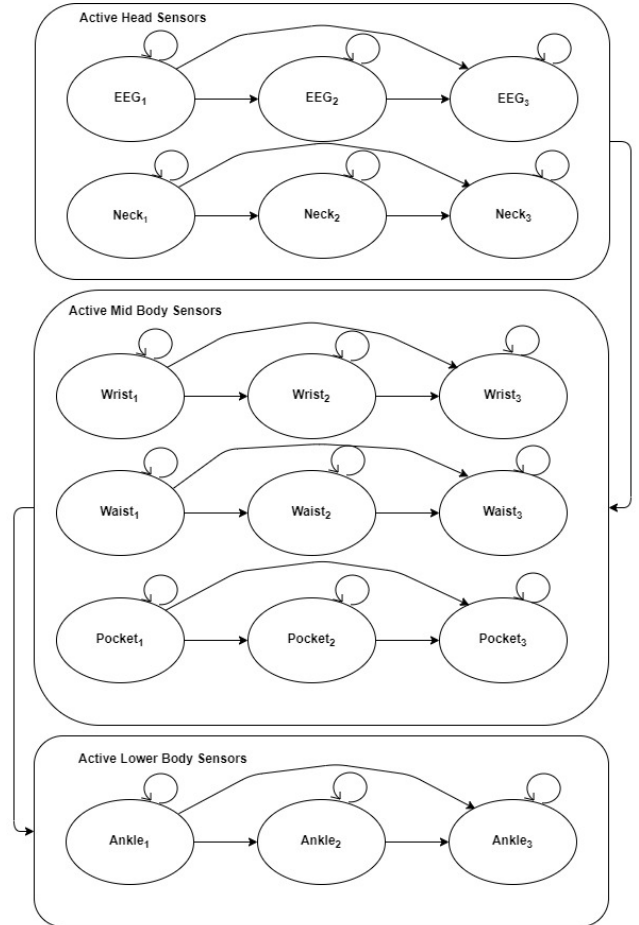 Active Head Sensors
EEG₁ EEG₂ EEG₃
Neck₁ Neck₂ Neck₃
Active Mid Body Sensors
Wrist₁ Wrist₂ Wrist₃
Waist₁ Waist₂ Waist₃
Pocket₁ Pocket₂ Pocket₃
Active Lower Body Sensors
Ankle₁ Ankle₂ Ankle₃